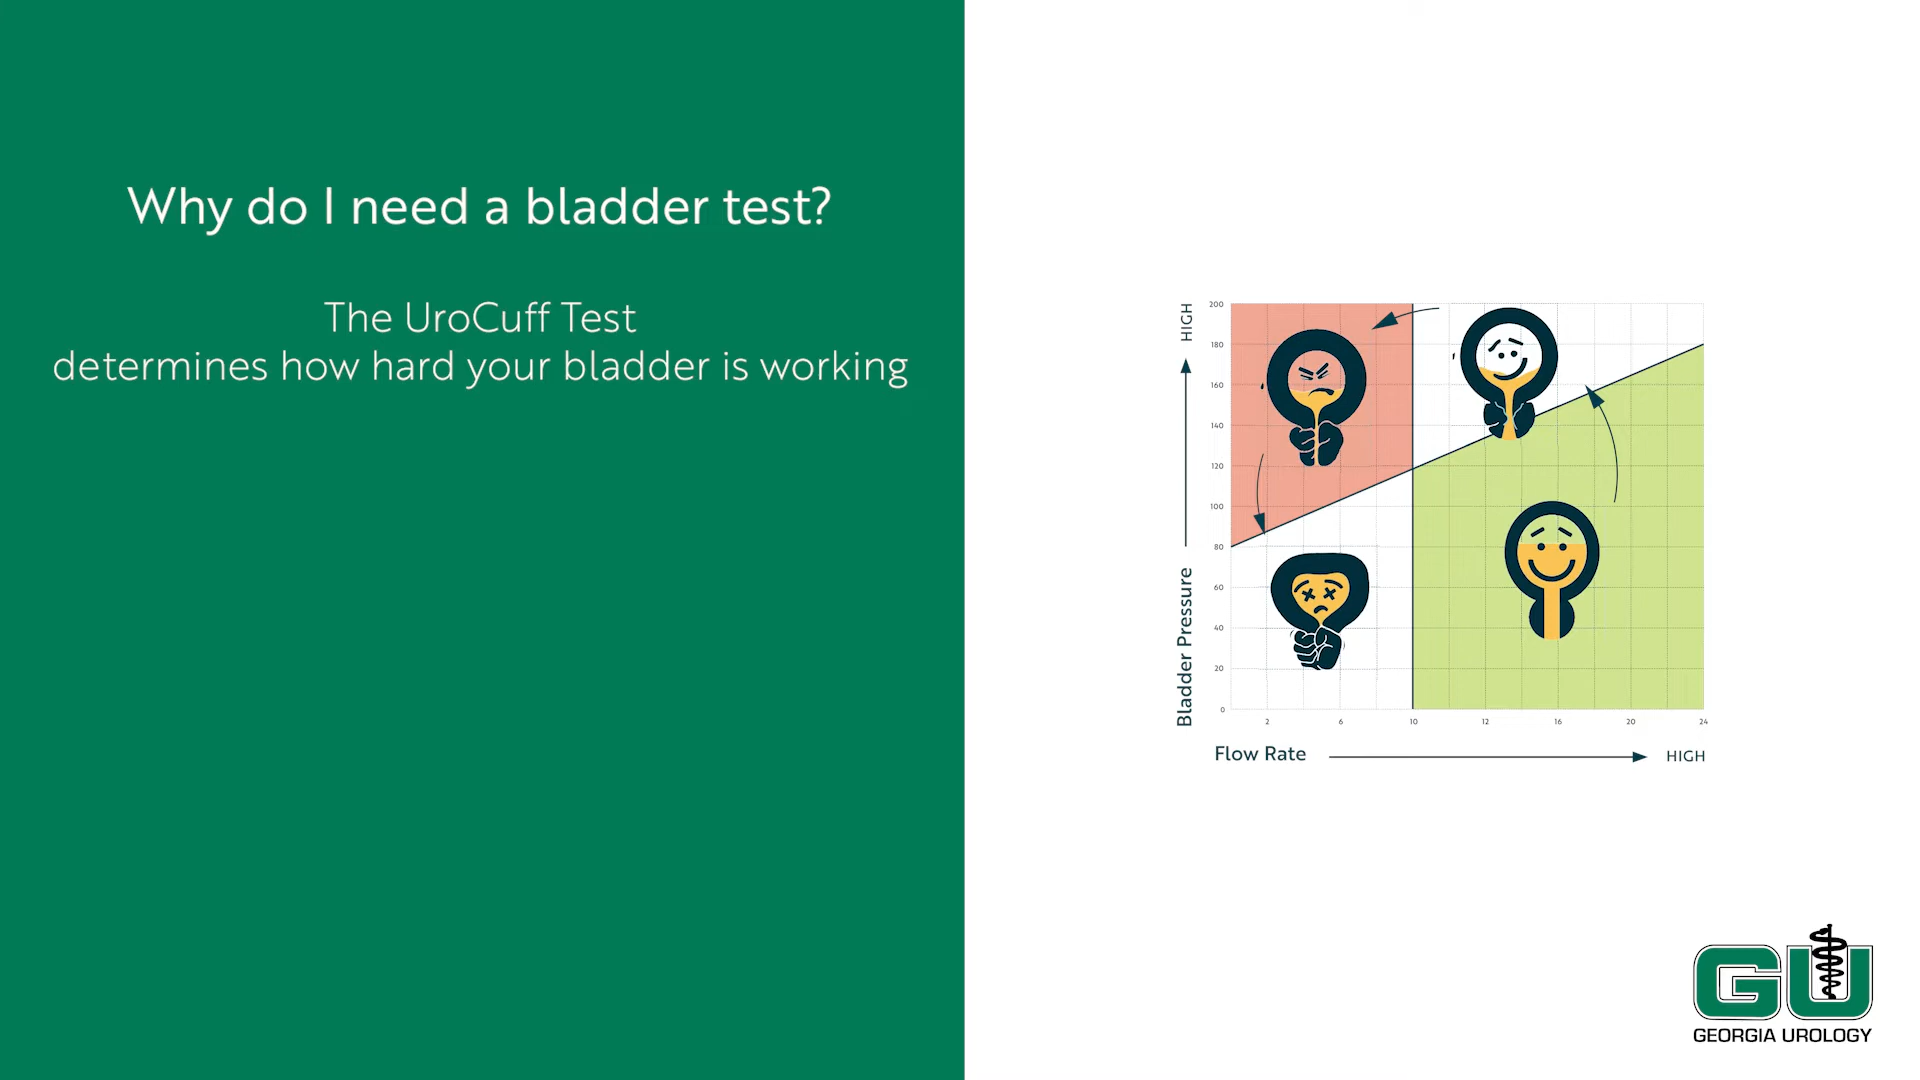 Why do I need a bladder test?
The UroCuff Test
determines how hard your bladder is working
HIGH
Bladder Pressure
200
180
160
140
120
100
80
60
40
20
0
2 6 10 12 16 20 24
Flow Rate HIGH
GU
GEORGIA UROLOGY